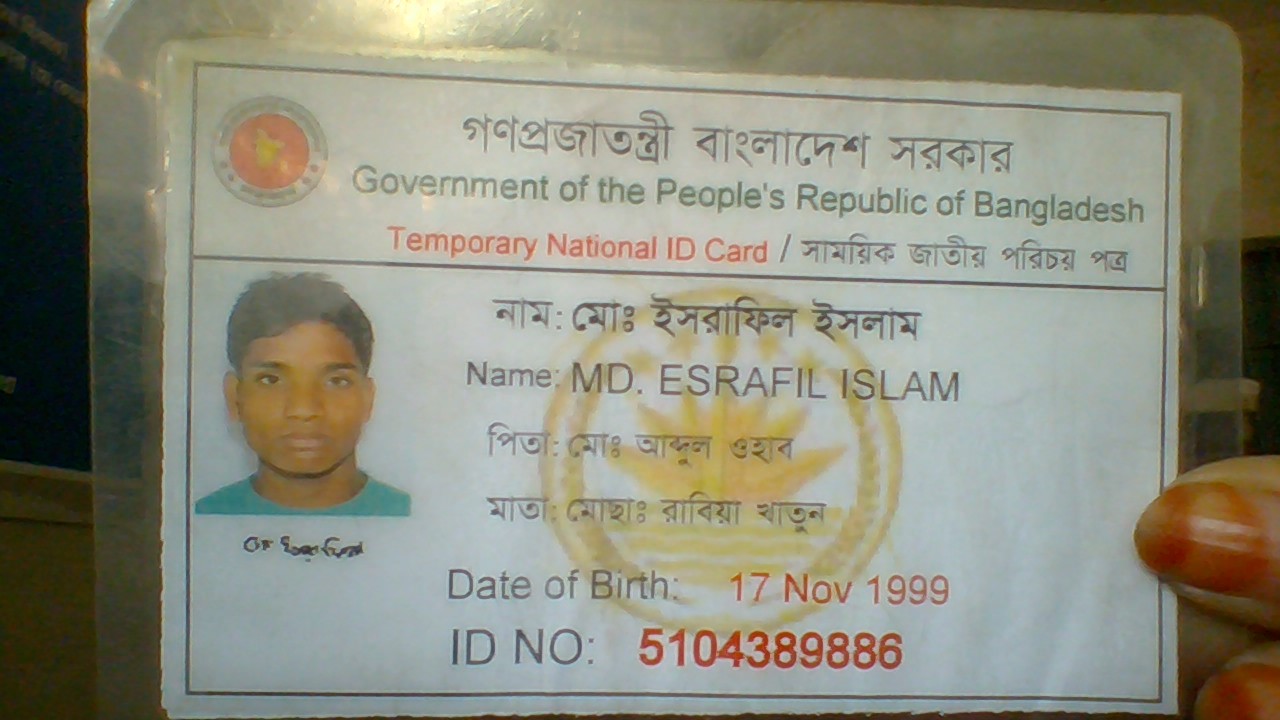 গণপ্রজাতন্ত্রী বাংলাদেশ সরকার
Government of the People's Republic of Bangladesh
Temporary National ID Card / সাময়িক জাতীয় পরিচয় পত্র
নাম: মোঃ ইসরাফিল ইসলাম
Name: MD. ESRAFIL ISLAM
পিতা: মোঃ আব্দুল ওহাব
মাতা: মোছাঃ রাবিয়া খাতুন
Date of Birth: 17 Nov 1999
ID NO: 5104389886